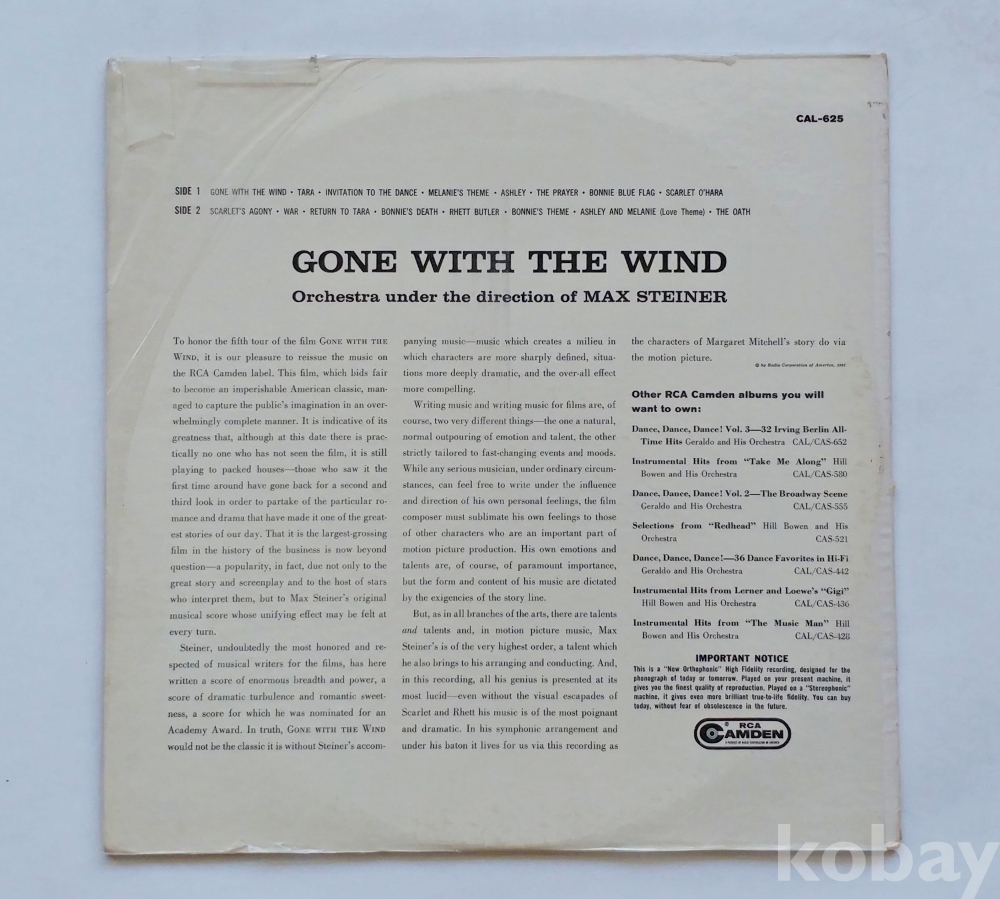 CAL-625
SIDE 1 GONE WITH THE WIND • TARA • INVITATION TO THE DANCE • MELANIE'S THEME • ASHLEY • THE PRAYER • BONNIE BLUE FLAG • SCARLET O'HARA
SIDE 2 SCARLET'S AGONY • WAR • RETURN TO TARA • BONNIE'S DEATH • RHETT BUTLER • BONNIE'S THEME • ASHLEY AND MELANIE (Love Theme) • THE OATH
GONE WITH THE WIND
Orchestra under the direction of MAX STEINER
To honor the fifth tour of the film GONE WITH THE
WIND, it is our pleasure to reissue the music on
the RCA Camden label. This film, which bids fair
to become an imperishable American classic, man-
aged to capture the public's imagination in an over-
whelmingly complete manner. It is indicative of its
greatness that, although at this date there is prac-
tically no one who has not seen the film, it is still
playing to packed houses—those who saw it the
first time around have gone back for a second and
third look in order to partake of the particular ro-
mance and drama that have made it one of the great-
est stories of our day. That it is the largest-grossing
film in the history of the business is now beyond
question—a popularity, in fact, due not only to the
great story and screenplay and to the host of stars
who interpret them, but to Max Steiner's original
musical score whose unifying effect may be felt at
every turn.
Steiner, undoubtedly the most honored and re-
spected of musical writers for the films, has here
written a score of enormous breadth and power, a
score of dramatic turbulence and romantic sweet-
ness, a score for which he was nominated for an
Academy Award. In truth, GONE WITH THE WIND
would not be the classic it is without Steiner's accom-
panying music—music which creates a milieu in
which characters are more sharply defined, situa-
tions more deeply dramatic, and the over-all effect
more compelling.
Writing music and writing music for films are, of
course, two very different things—the one a natural,
normal outpouring of emotion and talent, the other
strictly tailored to fast-changing events and moods.
While any serious musician, under ordinary circum-
stances, can feel free to write under the influence
and direction of his own personal feelings, the film
composer must sublimate his own feelings to those
of other characters who are an important part of
motion picture production. His own emotions and
talents are, of course, of paramount importance,
but the form and content of his music are dictated
by the exigencies of the story line.
But, as in all branches of the arts, there are talents
and talents and, in motion picture music, Max
Steiner's is of the very highest order, a talent which
he also brings to his arranging and conducting. And,
in this recording, all his genius is presented at its
most lucid—even without the visual escapades of
Scarlet and Rhett his music is of the most poignant
and dramatic. In his symphonic arrangement and
under his baton it lives for us via this recording as
the characters of Margaret Mitchell's story do via
the motion picture.
© by Radio Corporation of America,
Other RCA Camden albums you will
want to own:
Dance, Dance, Dance! Vol. 3—32 Irving Berlin All-
Time Hits Geraldo and His Orchestra CAL/CAS-652
Instrumental Hits from "Take Me Along" Hill
Bowen and His Orchestra CAL/CAS-580
Dance, Dance, Dance! Vol. 2—The Broadway Scene
Geraldo and His Orchestra CAL/CAS-555
Selections from "Redhead" Hill Bowen and His
Orchestra CAS-521
Dance, Dance, Dance!—36 Dance Favorites in Hi-Fi
Geraldo and His Orchestra CAL/CAS-442
Instrumental Hits from Lerner and Loewe's "Gigi"
Hill Bowen and His Orchestra CAL/CAS-436
Instrumental Hits from "The Music Man" Hill
Bowen and His Orchestra CAL/CAS-428
IMPORTANT NOTICE
This is a "New Orthophonic" High Fidelity recording, designed for the
phonograph of today or tomorrow. Played on your present machine, it
gives you the finest quality of reproduction. Played on a "Stereophonic"
machine, it gives even more brilliant true-to-life fidelity. You can buy
today, without fear of obsolescence in the future.
RCA
CAMDEN
kobay